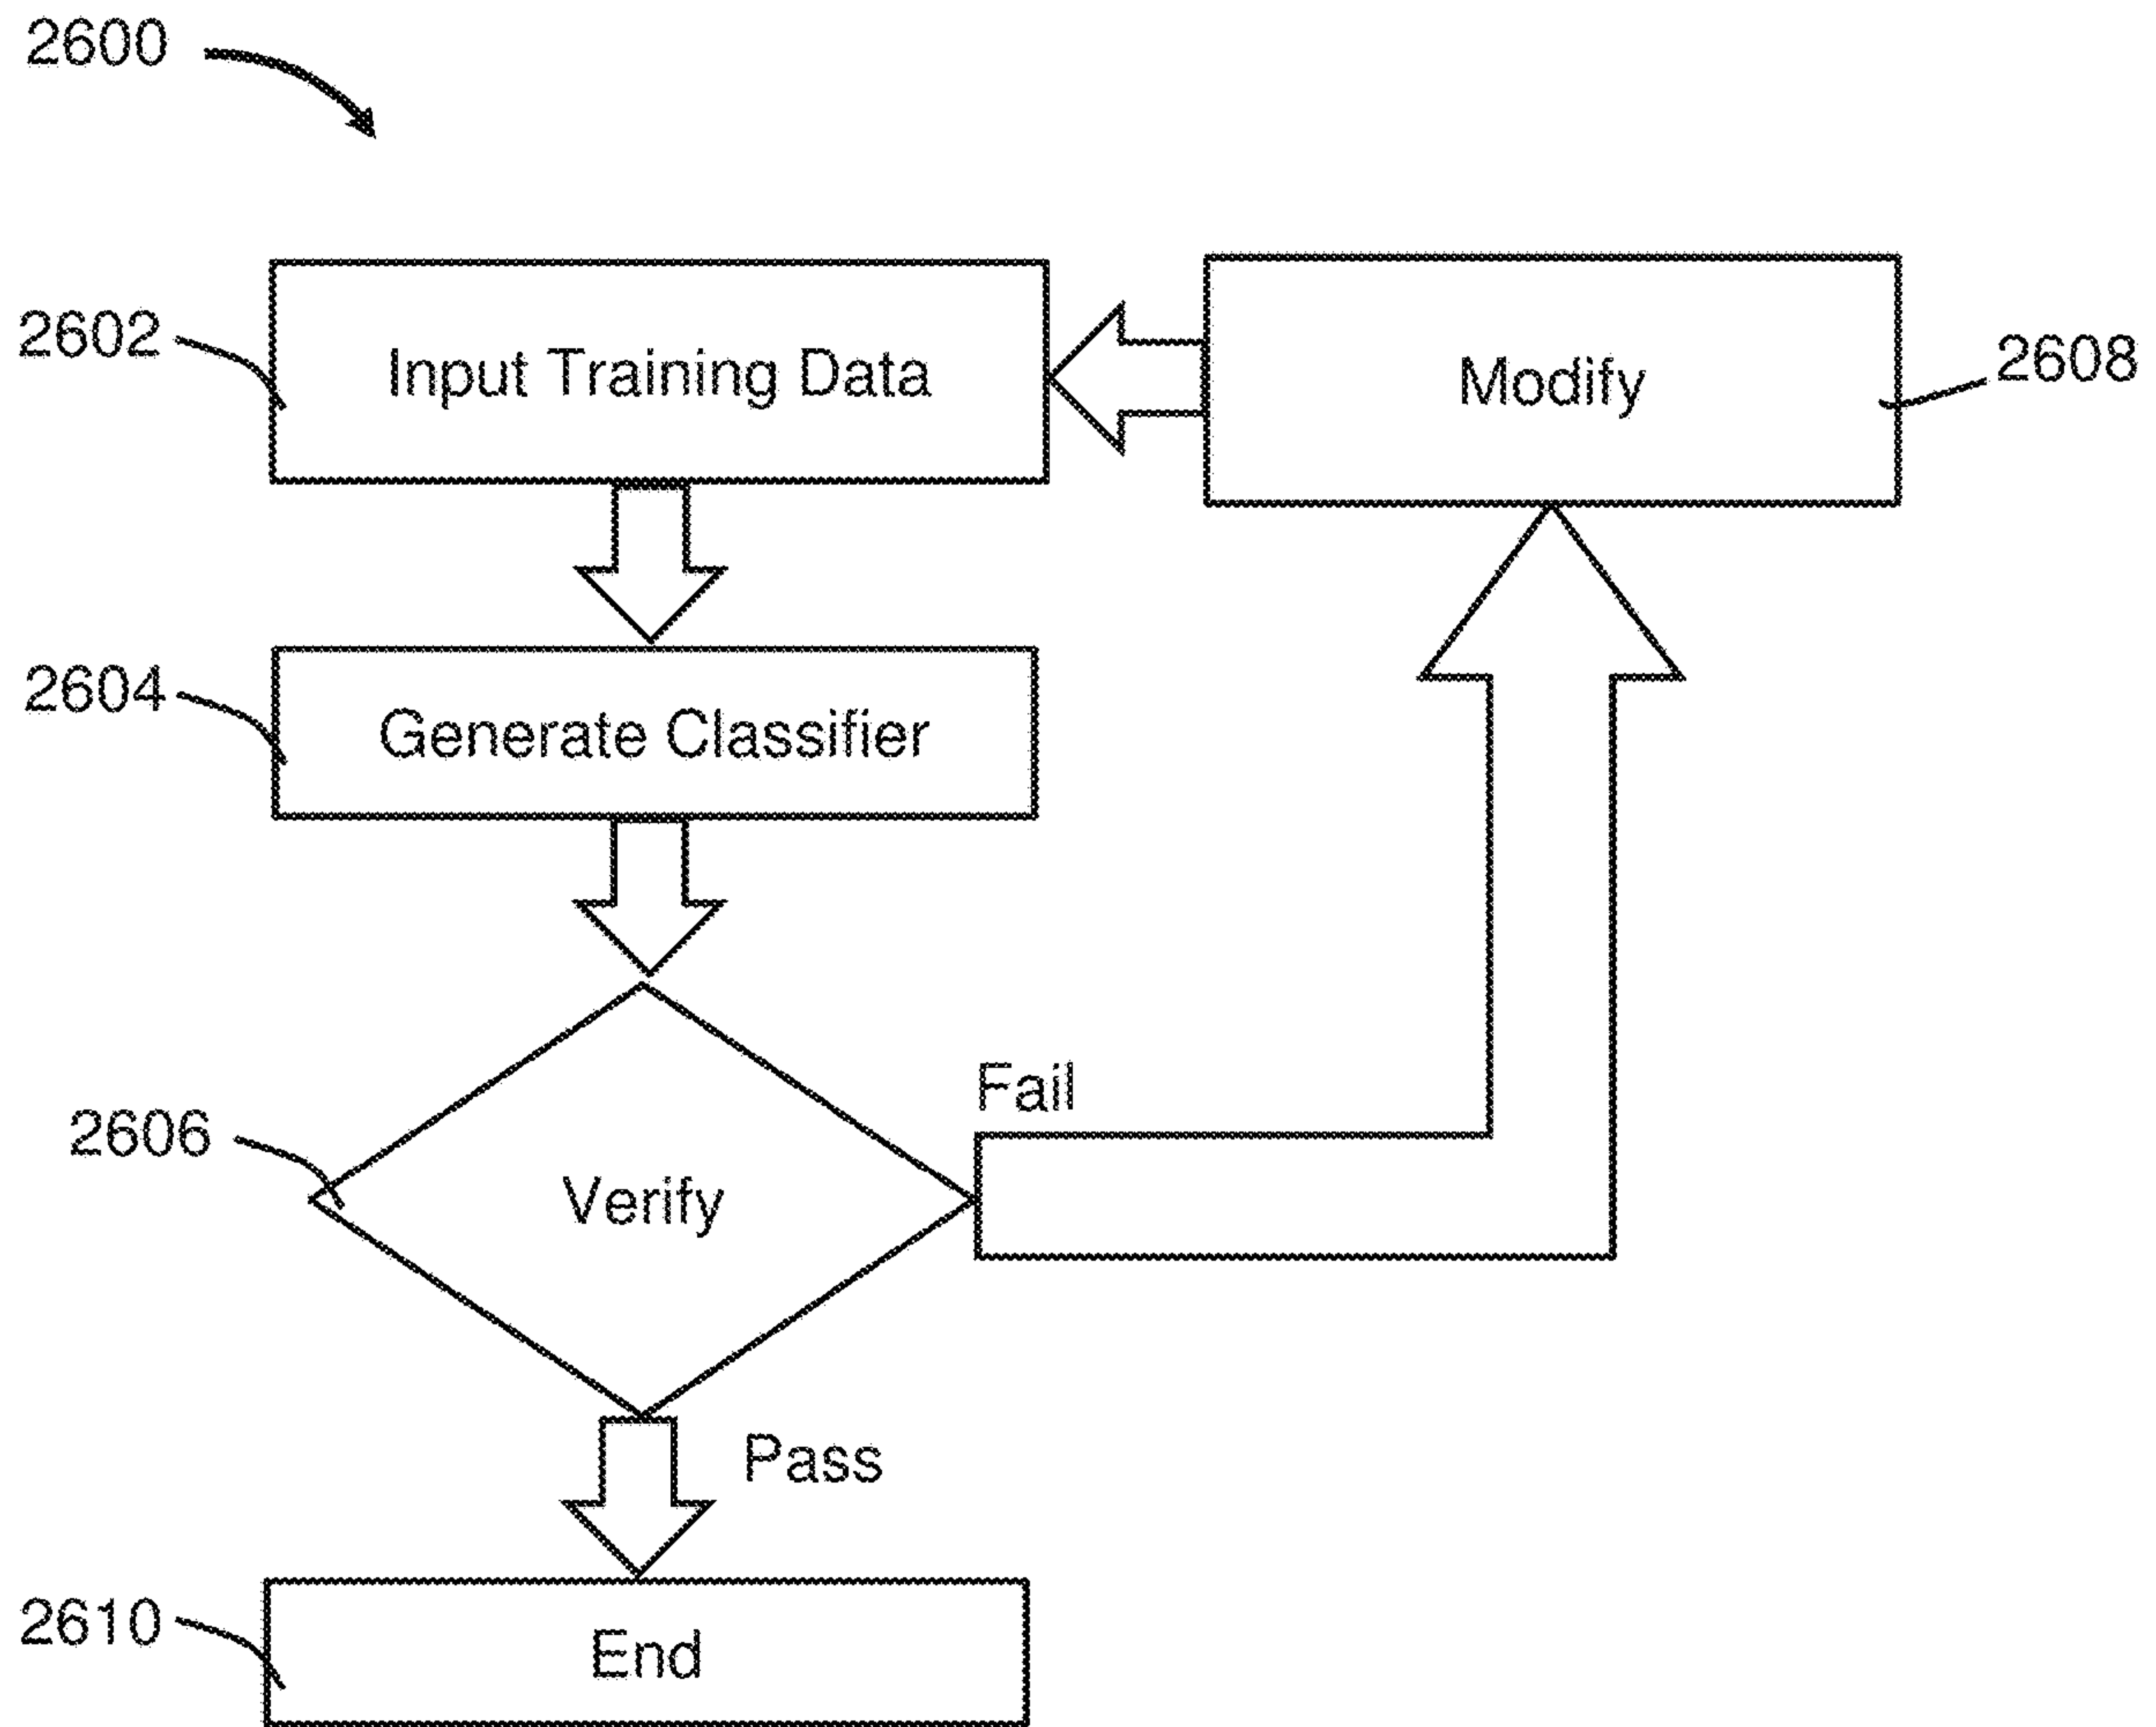 2600
2602
Input Training Data
Modify
2608
2604
Generate Classifier
Fail
2606
Verify
Pass
2610
End